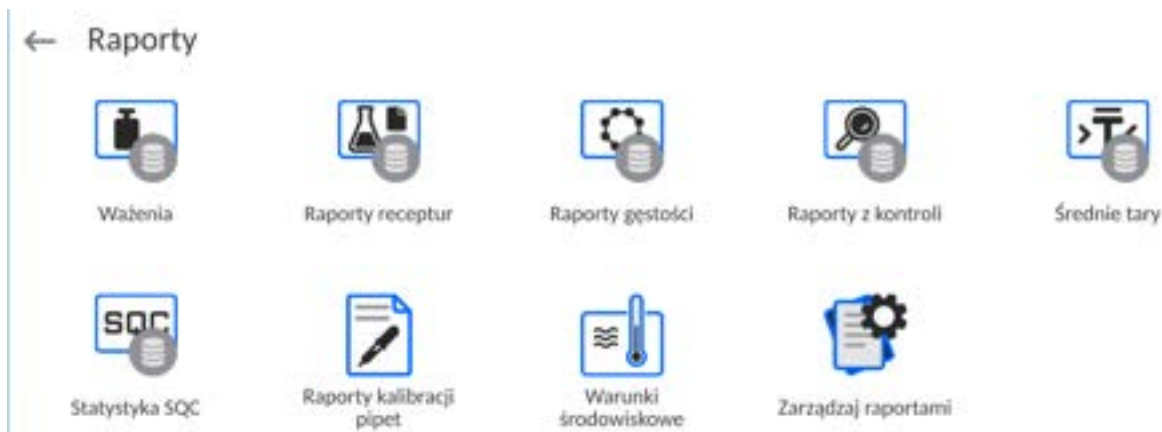 Raporty
Ważenia
Raporty receptur
Raporty gęstości
Raporty z kontroli
Średnie tary
SQC
Statystyka SQC
Raporty kalibracji
pipet
Warunki
środowiskowe
Zarządzaj raportami